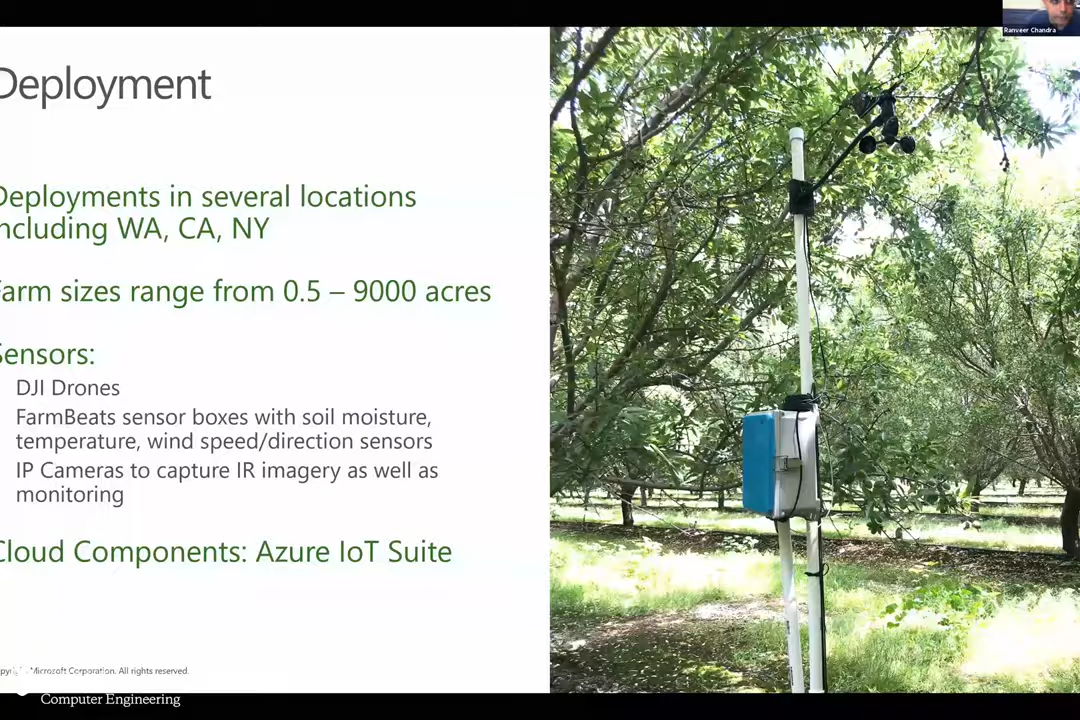 Ranveer Chandra
Deployment
Deployments in several locations
including WA, CA, NY
Farm sizes range from 0.5 – 9000 acres
Sensors:
DJI Drones
FarmBeats sensor boxes with soil moisture,
temperature, wind speed/direction sensors
IP Cameras to capture IR imagery as well as
monitoring
Cloud Components: Azure IoT Suite
Microsoft Corporation. All rights reserved.
Computer Engineering